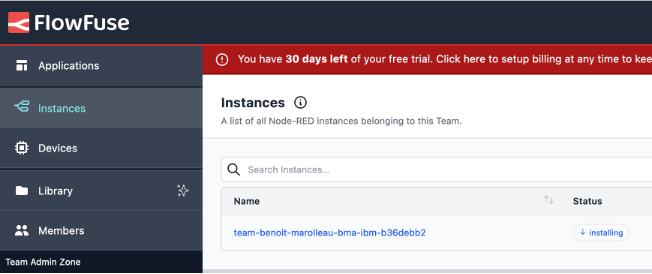 FlowFuse
Applications
You have 30 days left of your free trial. Click here to setup billing at any time to kee
Instances
Instances
A list of all Node-RED instances belonging to this Team.
Devices
Search Instances...
Library
Name
Status
Members
team-benoit-marolleau-bma-ibm-b36debb2
installing
Team Admin Zone